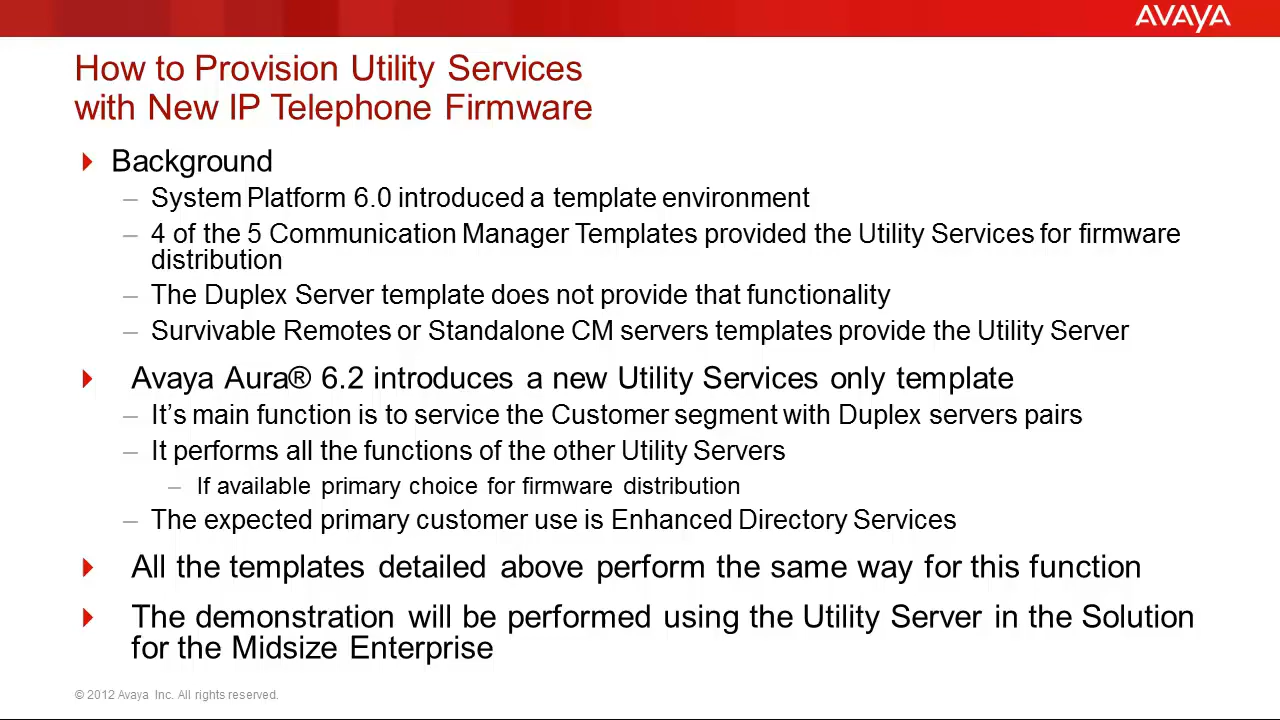 AVAYA
How to Provision Utility Services
with New IP Telephone Firmware
Background
– System Platform 6.0 introduced a template environment
– 4 of the 5 Communication Manager Templates provided the Utility Services for firmware
distribution
– The Duplex Server template does not provide that functionality
– Survivable Remotes or Standalone CM servers templates provide the Utility Server
Avaya Aura® 6.2 introduces a new Utility Services only template
– It’s main function is to service the Customer segment with Duplex servers pairs
– It performs all the functions of the other Utility Servers
– If available primary choice for firmware distribution
– The expected primary customer use is Enhanced Directory Services
All the templates detailed above perform the same way for this function
The demonstration will be performed using the Utility Server in the Solution
for the Midsize Enterprise
© 2012 Avaya Inc. All rights reserved.